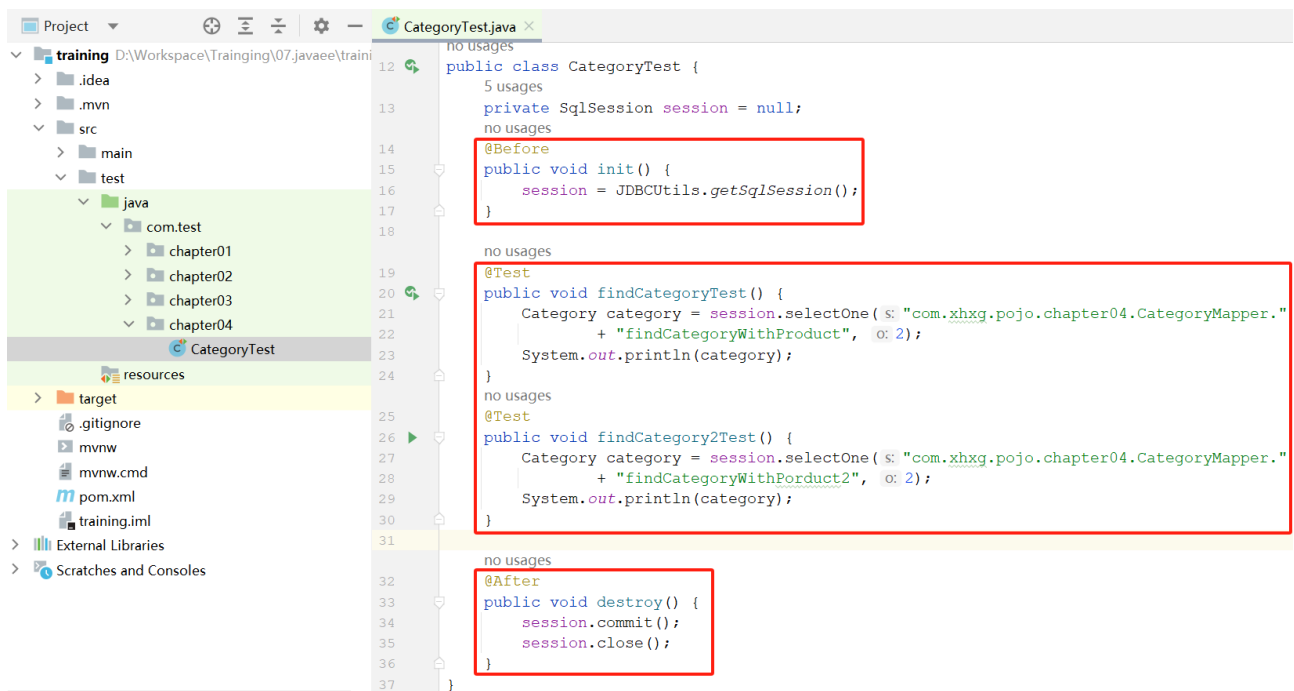 Project
training D:\Workspace\Trainging\07.javaee\traini
.idea
.mvn
src
main
test
java
com.test
chapter01
chapter02
chapter03
chapter04
CategoryTest
resources
target
.gitignore
mvnw
mvnw.cmd
pom.xml
training.iml
External Libraries
Scratches and Consoles
CategoryTest.java
no usages
12 public class CategoryTest {
5 usages
13 private SqlSession session = null;
no usages
14 @Before
15 public void init() {
16 session = JDBCUtils.getSqlSession();
17 }
18
no usages
19 @Test
20 public void findCategoryTest() {
21 Category category = session.selectOne( s: "com.xhxg.pojo.chapter04.CategoryMapper."
22 + "findCategoryWithProduct", o: 2);
23 System.out.println(category);
24 }
no usages
25 @Test
26 public void findCategory2Test() {
27 Category category = session.selectOne( s: "com.xhxg.pojo.chapter04.CategoryMapper."
28 + "findCategoryWithPorduct2", o: 2);
29 System.out.println(category);
30 }
31
no usages
32 @After
33 public void destroy() {
34 session.commit();
35 session.close();
36 }
37 }